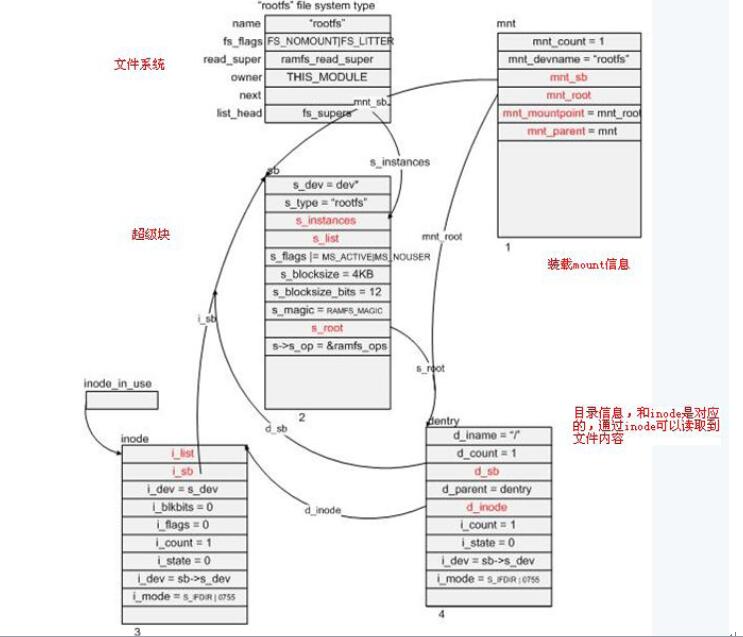 "rootfs" file system type
name "rootfs"
fs_flags FS_NOMOUNT|FS_LITTER
read_super ramfs_read_super
owner THIS_MODULE
next
list_head fs_supers
文件系统
mnt
mnt_count = 1
mnt_devname = "rootfs"
mnt_sb
mnt_root
mnt_mountpoint = mnt_root
mnt_parent = mnt
1
装载mount信息
mnt_sb
s_instances
mnt_root
超级块
sb
s_dev = dev"
s_type = "rootfs"
s_instances
s_list
s_flags |= MS_ACTIVE|MS_NOUSER
s_blocksize = 4KB
s_blocksize_bits = 12
s_magic = RAMFS_MAGIC
s_root
s->s_op = &ramfs_ops
2
i_sb
s_root
d_sb
d_inode
inode_in_use
inode
i_list
i_sb
i_dev = s_dev
i_blkbits = 0
i_flags = 0
i_count = 1
i_state = 0
i_dev = sb->s_dev
i_mode = S_IFDIR | 0755
3
dentry
d_iname = "/"
d_count = 1
d_sb
d_parent = dentry
d_inode
i_count = 1
i_state = 0
i_dev = sb->s_dev
i_mode = S_IFDIR | 0755
4
目录信息，和inode是对应
的，通过inode可以读取到
文件内容